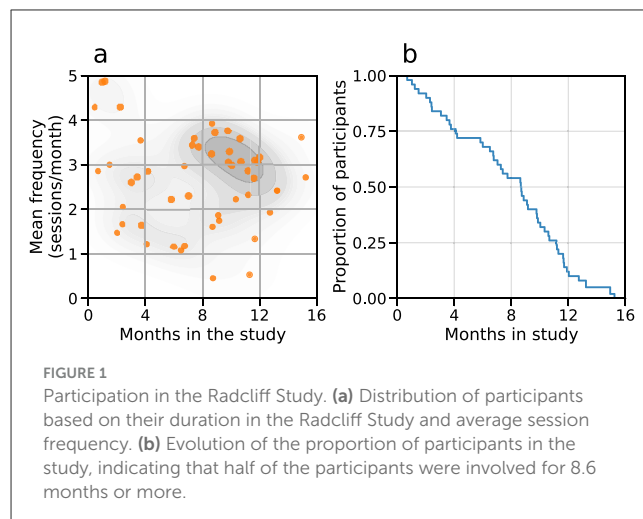 a
b
5
4
3
2
1
0
Mean frequency
(sessions/month)
0 4 8 12 16
Months in the study
1.00
0.75
0.50
0.25
0.00
Proportion of participants
0 4 8 12 16
Months in study
FIGURE 1
Participation in the Radcliff Study. (a) Distribution of participants
based on their duration in the Radcliff Study and average session
frequency. (b) Evolution of the proportion of participants in the
study, indicating that half of the participants were involved for 8.6
months or more.